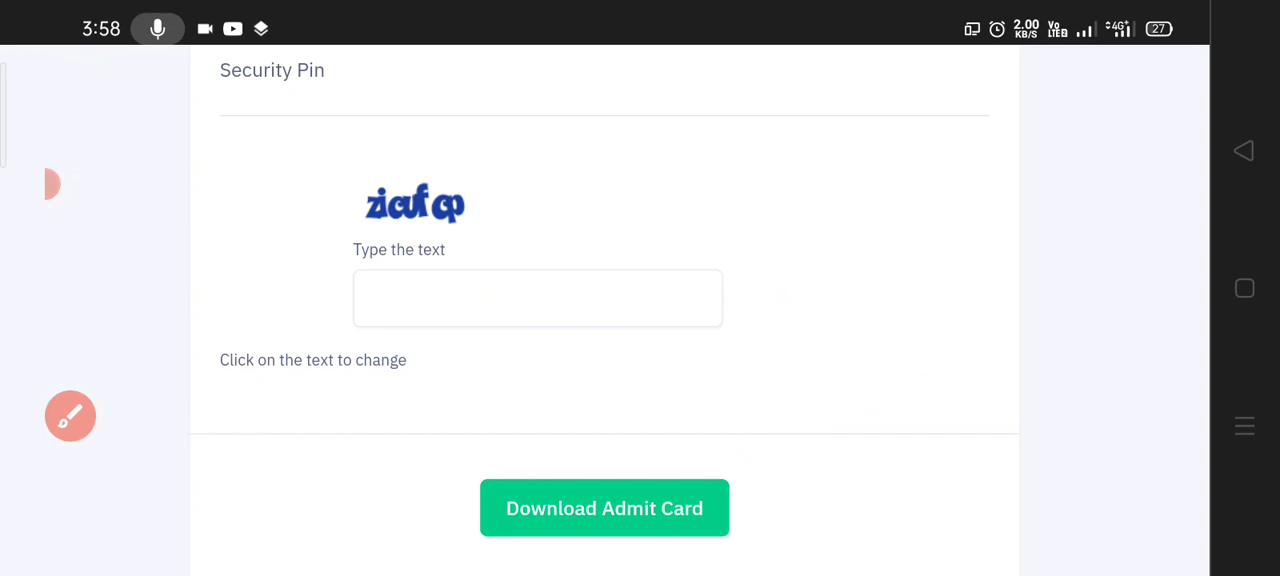 3:58 2.00 KB/S Vo LTE2 4G+ 27
Security Pin
Type the text
Click on the text to change
Download Admit Card